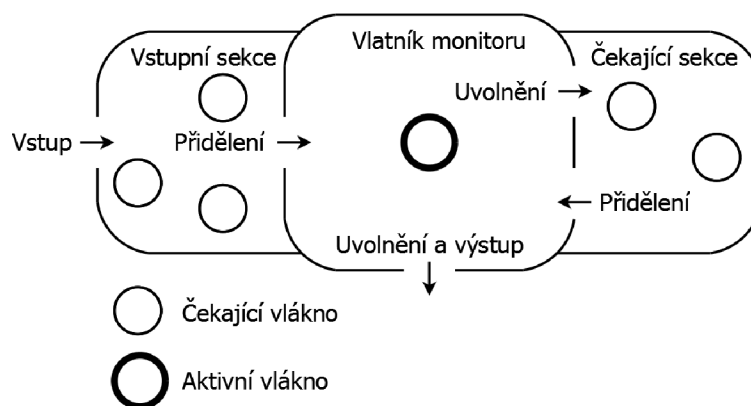 Vlatník monitoru
Vstupní sekce
Čekající sekce
Uvolnění
Vstup
Přidělení
Přidělení
Uvolnění a výstup
Čekající vlákno
Aktivní vlákno